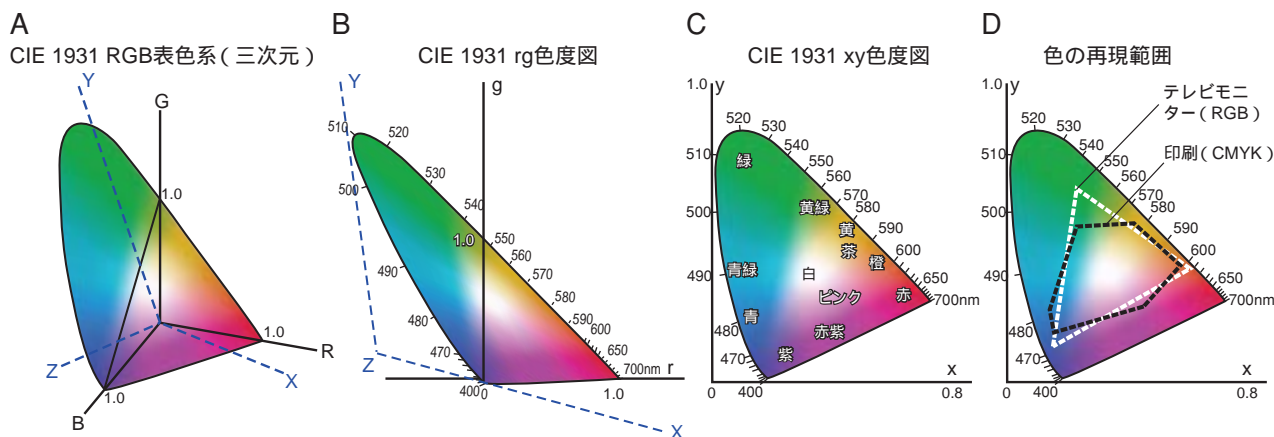 A
CIE 1931 RGB表色系(三次元)
Y
G
1.0
1.0
R
Z
X
1.0
B
B
CIE 1931 rg色度図
Y
g
510
520
500
530
540
1.0
550
560
490
570
580
480
590
600
470
650
Z
700nm r
400
0
1.0
X
C
CIE 1931 xy色度図
1.0 y
520
530
510
緑
540
550
560
570
500
黄緑
580
黄
590
茶
600
490
青緑
白
橙
650
ピンク
赤
700nm
青
480
赤紫
470
紫
x
0
400
0.8
D
色の再現範囲
1.0 y
テレビモニ
ター(RGB)
520
530
印刷(CMYK)
510
540
550
560
570
500
580
590
600
490
650
700nm
480
470
x
0
400
0.8